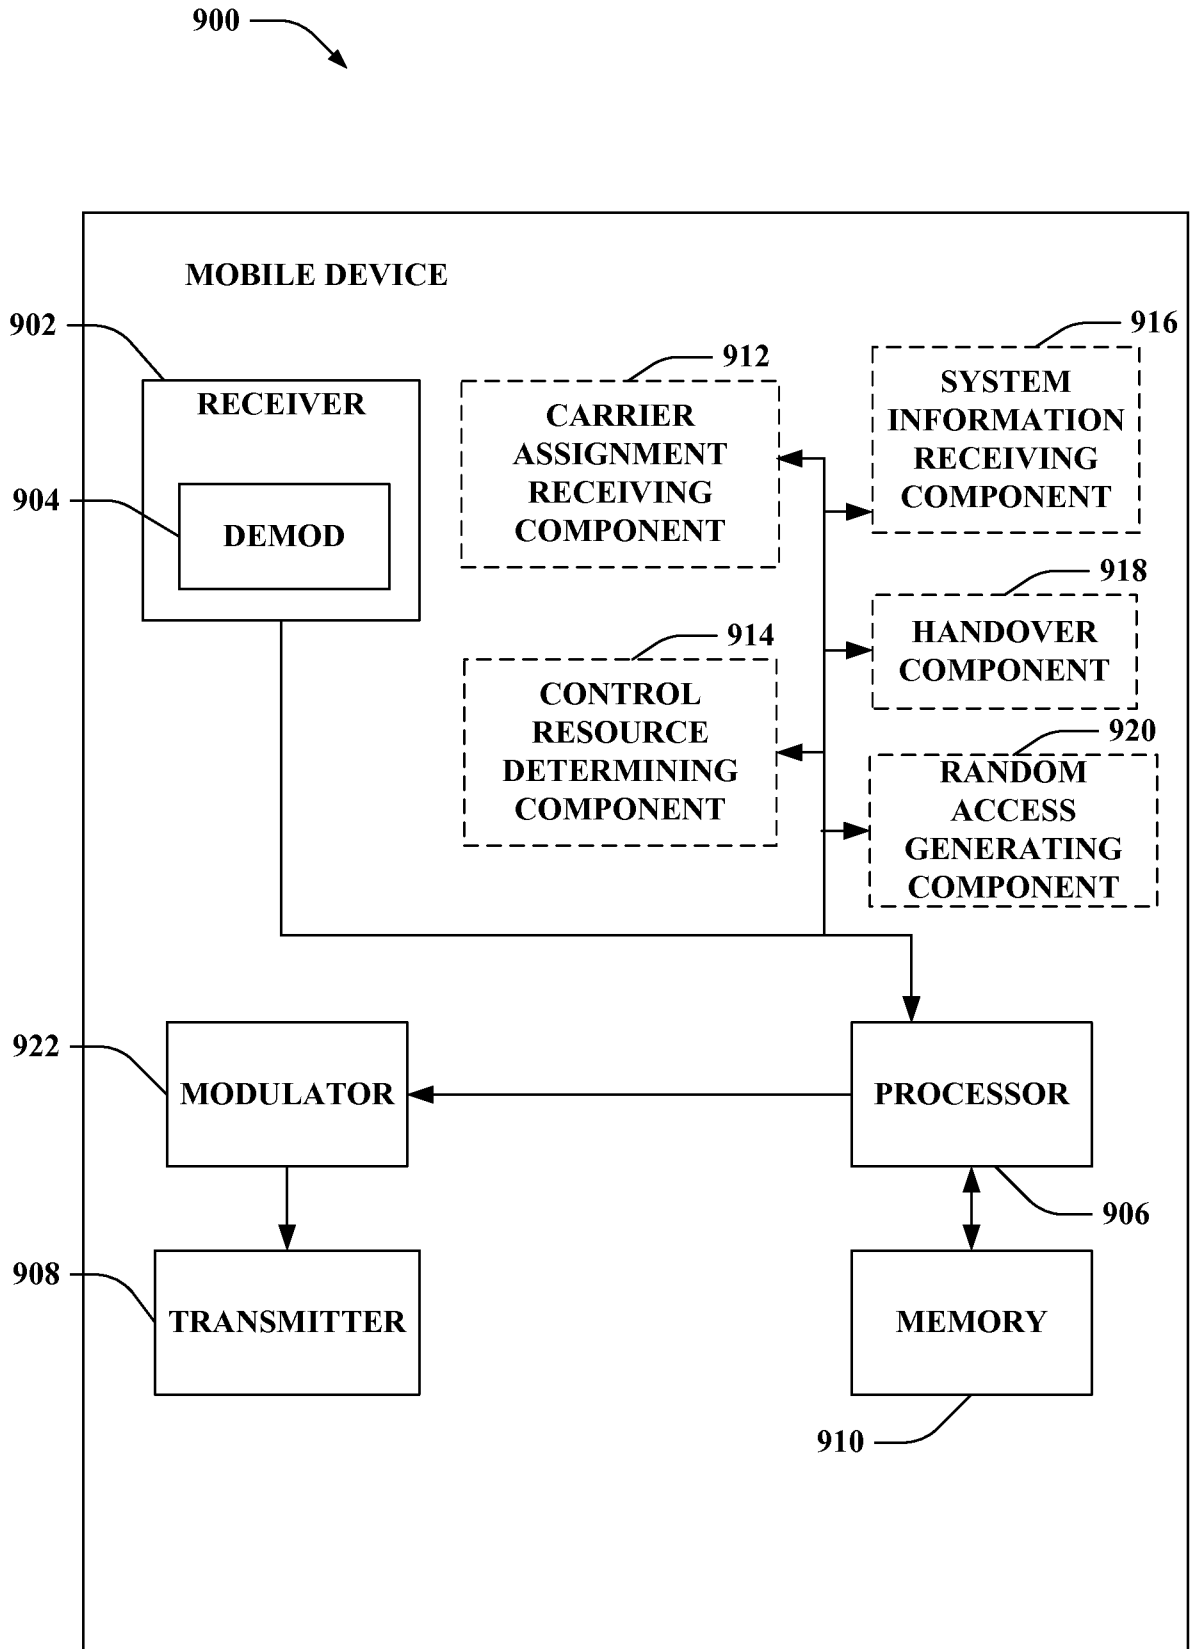 900
MOBILE DEVICE
902
RECEIVER
904
DEMOD
912
CARRIER
ASSIGNMENT
RECEIVING
COMPONENT
916
SYSTEM
INFORMATION
RECEIVING
COMPONENT
918
HANDOVER
COMPONENT
914
CONTROL
RESOURCE
DETERMINING
COMPONENT
920
RANDOM
ACCESS
GENERATING
COMPONENT
922
MODULATOR
PROCESSOR
906
908
TRANSMITTER
MEMORY
910